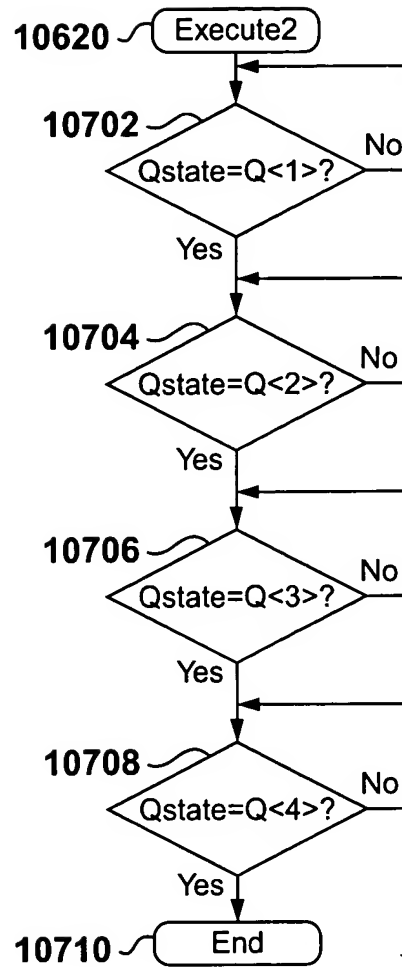 10620 Execute2
10702
Qstate=Q<1>?
No
Yes
10704
Qstate=Q<2>?
No
Yes
10706
Qstate=Q<3>?
No
Yes
10708
Qstate=Q<4>?
No
Yes
10710 End